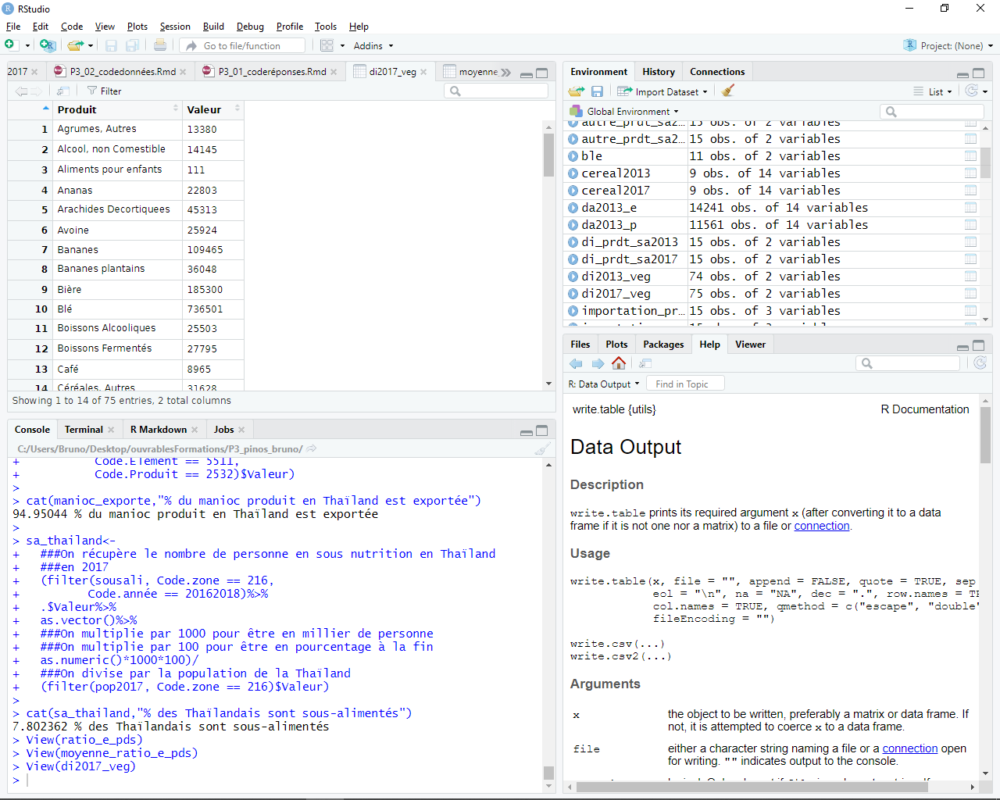 RStudio
File Edit Code View Plots Session Build Debug Profile Tools Help
Go to file/function Addins Project: (None)
2017 P3_02_codedonnées.Rmd P3_01_coderéponses.Rmd di2017_veg moyenne
Filter
Produit Valeur
1 Agrumes, Autres 13380
2 Alcool, non Comestible 14145
3 Aliments pour enfants 111
4 Ananas 22803
5 Arachides Decortiquees 45313
6 Avoine 25924
7 Bananes 109465
8 Bananes plantains 36048
9 Bière 185300
10 Blé 736501
11 Boissons Alcooliques 25503
12 Boissons Fermentés 27795
13 Café 8965
14 Céréales, Autres 31628
Showing 1 to 14 of 75 entries, 2 total columns
Console Terminal R Markdown Jobs
C:/Users/Bruno/Desktop/ouvrablesFormations/P3_pinos_bruno/
+ Code.Element == 5511,
+ Code.Produit == 2532)$Valeur)
>
> cat(manioc_exporte,"% du manioc produit en Thaïland est exportée")
94.95044 % du manioc produit en Thaïland est exportée
>
> sa_thailand<-
+ ###On récupère le nombre de personne en sous nutrition en Thaïland
+ ###en 2017
+ (filter(sousali, Code.zone == 216,
+ Code.année == 20162018)%>%
+ .$Valeur%>%
+ as.vector()%>%
+ ###On multiplie par 1000 pour être en millier de personne
+ ###On multiplie par 100 pour être en pourcentage à la fin
+ as.numeric()*1000*100)/
+ ###On divise par la population de la Thaïland
+ (filter(pop2017, Code.zone == 216)$Valeur)
>
> cat(sa_thailand,"% des Thaïlandais sont sous-alimentés")
7.802362 % des Thaïlandais sont sous-alimentés
> View(ratio_e_pds)
> View(moyenne_ratio_e_pds)
> View(di2017_veg)
>
Environment History Connections
Import Dataset List
Global Environment
autre_prdt_sa2… 15 obs. of 2 variables
autre_prdt_sa2… 15 obs. of 2 variables
ble 11 obs. of 2 variables
cereal2013 9 obs. of 14 variables
cereal2017 9 obs. of 14 variables
da2013_e 14241 obs. of 14 variables
da2013_p 11561 obs. of 14 variables
di_prdt_sa2013 15 obs. of 2 variables
di_prdt_sa2017 15 obs. of 2 variables
di2013_veg 74 obs. of 2 variables
di2017_veg 75 obs. of 2 variables
importation_pr… 15 obs. of 3 variables
Files Plots Packages Help Viewer
R: Data Output Find in Topic
write.table {utils} R Documentation
Data Output
Description
write.table prints its required argument x (after converting it to a data
frame if it is not one nor a matrix) to a file or connection.
Usage
write.table(x, file = "", append = FALSE, quote = TRUE, sep
eol = "\n", na = "NA", dec = ".", row.names = TR
col.names = TRUE, qmethod = c("escape", "double"
fileEncoding = "")
write.csv(...)
write.csv2(...)
Arguments
x the object to be written, preferably a matrix or data frame. If
not, it is attempted to coerce x to a data frame.
file either a character string naming a file or a connection open
for writing. "" indicates output to the console.